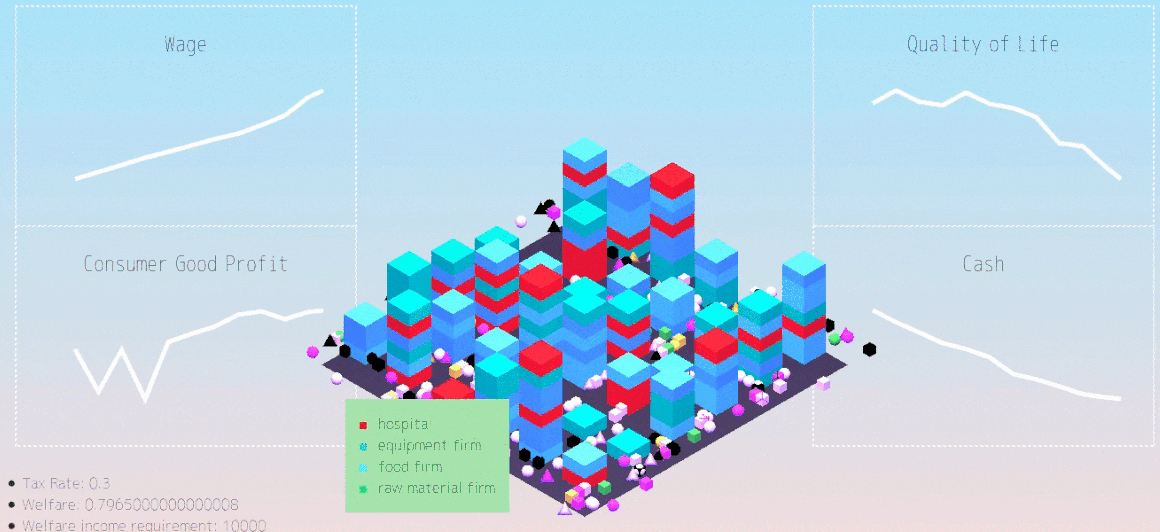 Wage
Quality of Life
Consumer Good Profit
Cash
hospital
equipment firm
food firm
raw material firm
Tax Rate: 0.3
Welfare: 0.7965000000000008
Welfare income requirement: 10000